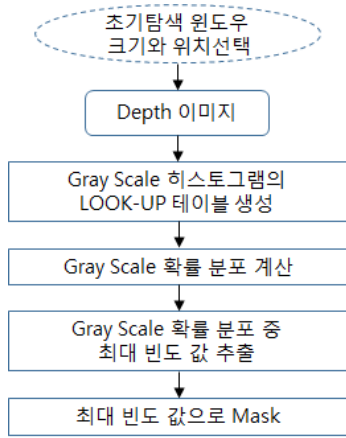 초기탐색 윈도우
크기와 위치선택
Depth 이미지
Gray Scale 히스토그램의
LOOK-UP 테이블 생성
Gray Scale 확률 분포 계산
Gray Scale 확률 분포 중
최대 빈도 값 추출
최대 빈도 값으로 Mask